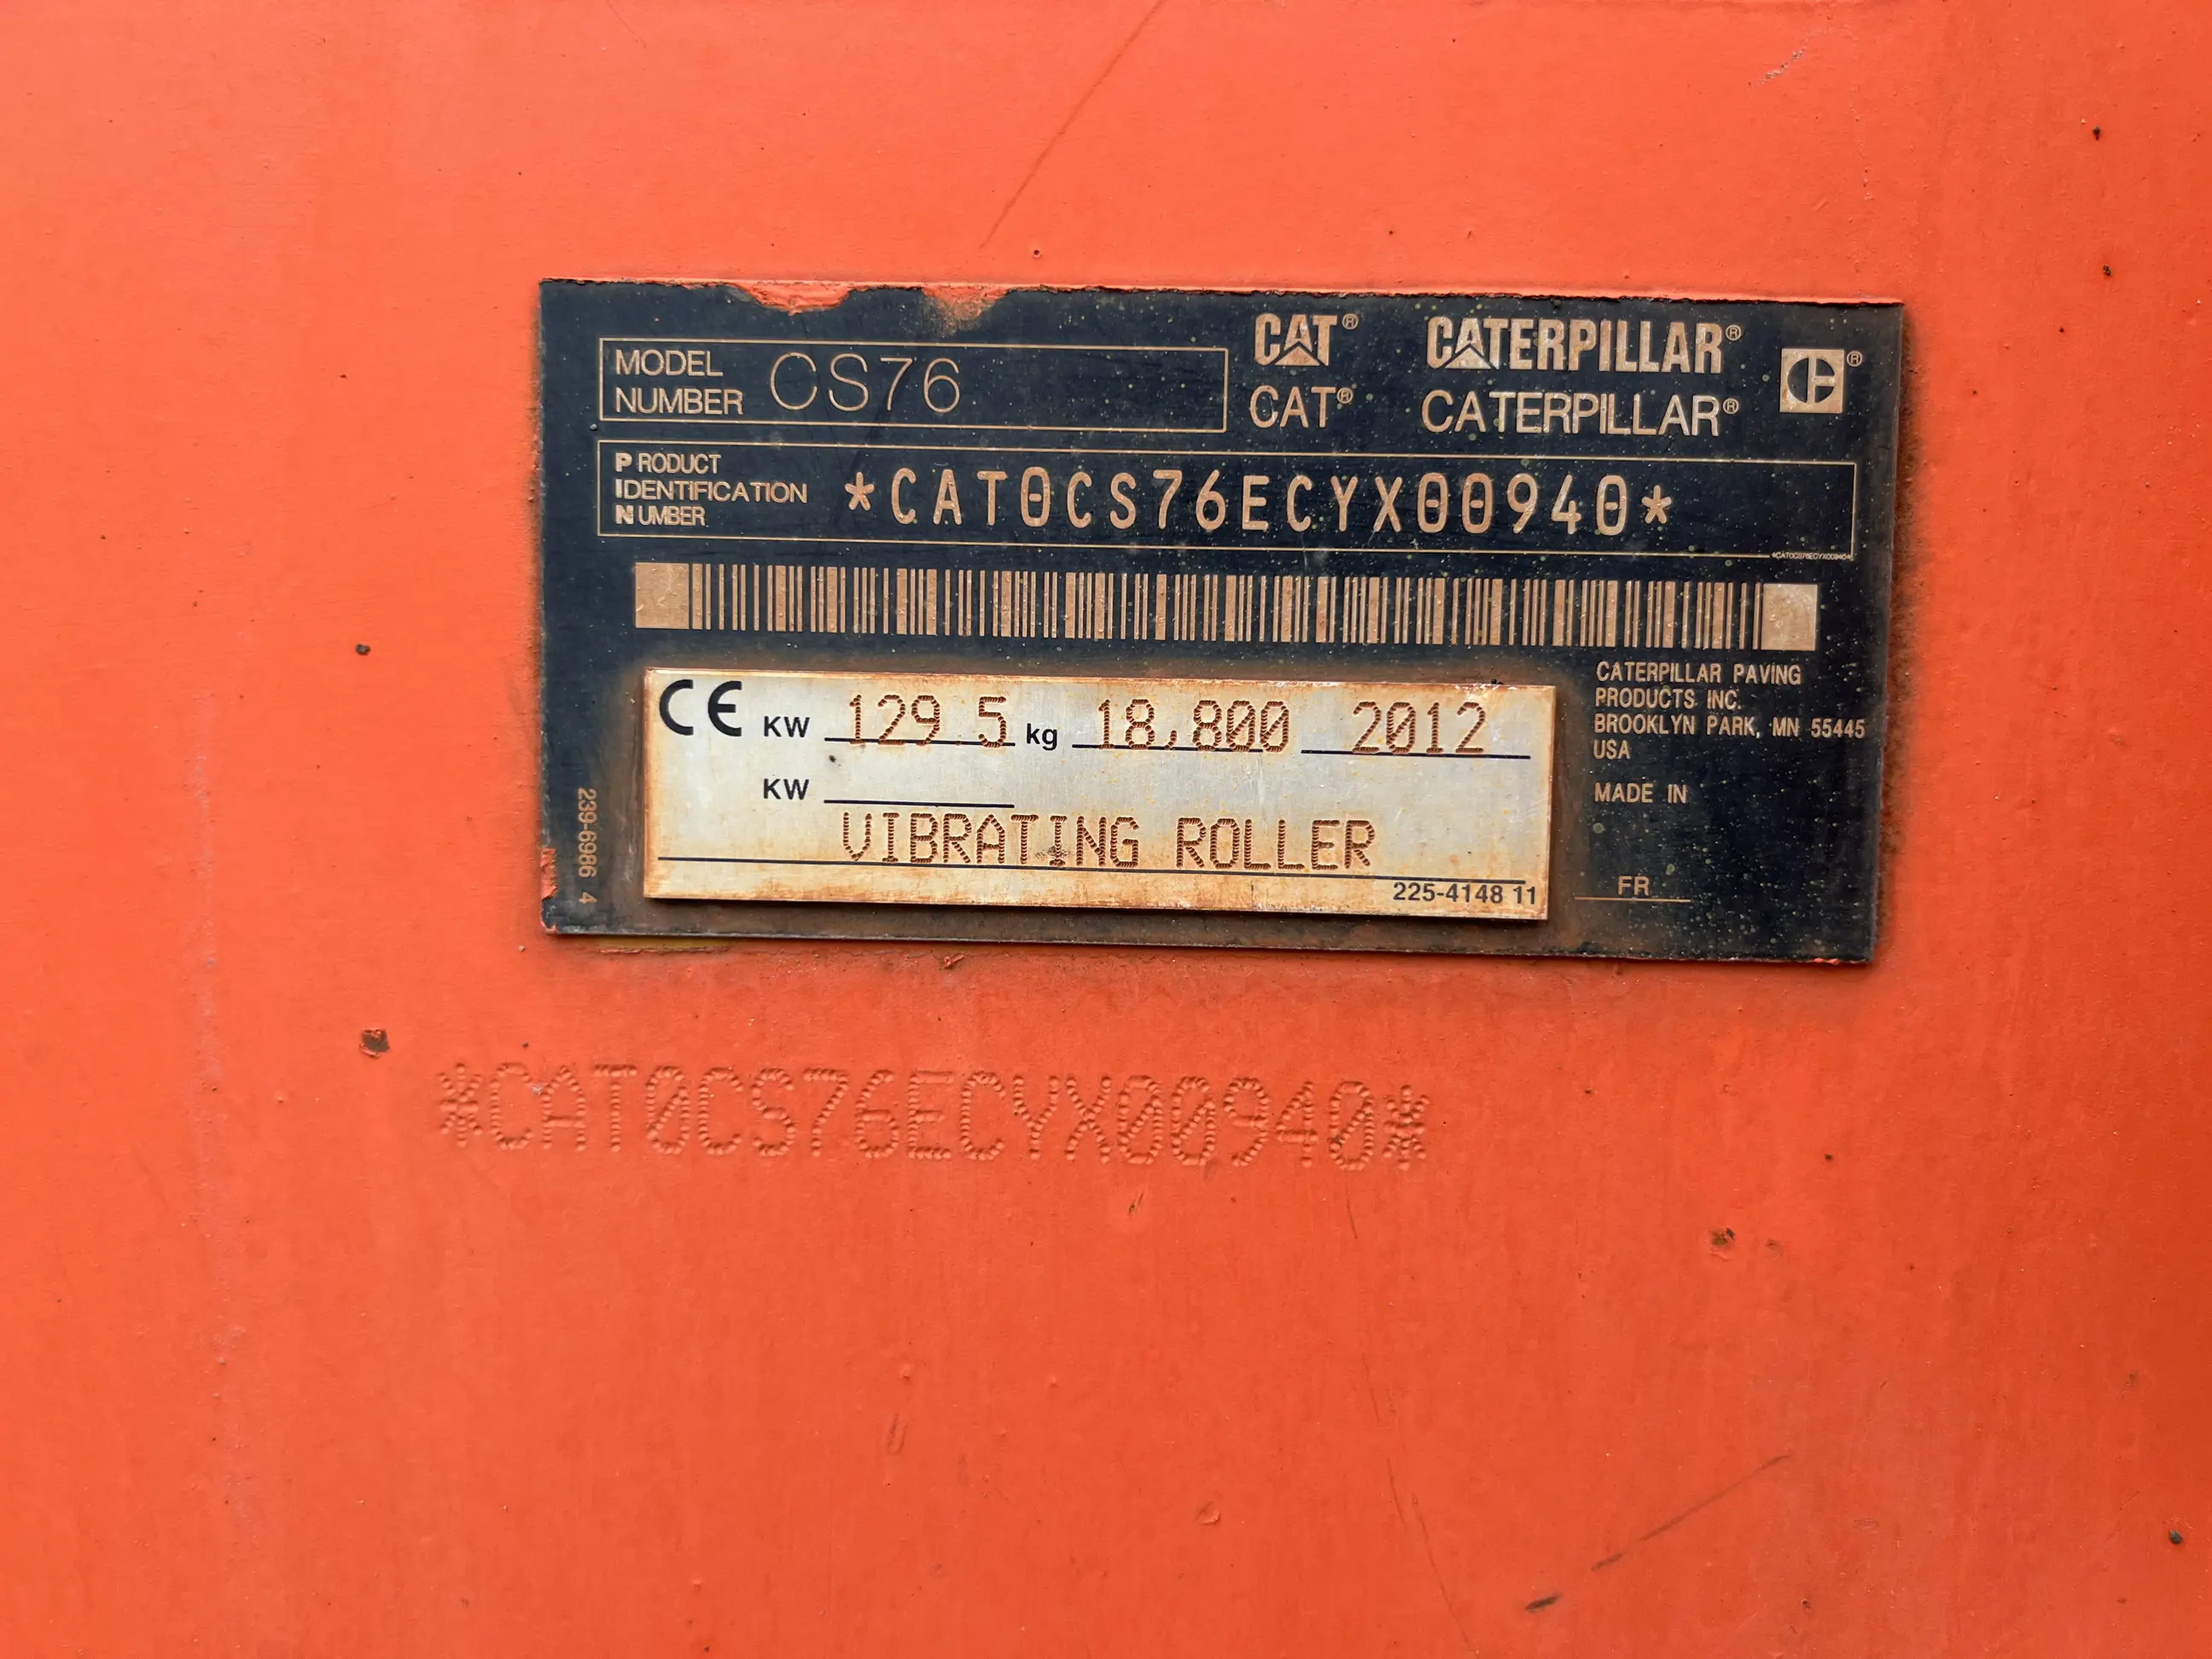 MODEL NUMBER CS76
CAT® CATERPILLAR®
CAT® CATERPILLAR®
PRODUCT IDENTIFICATION NUMBER *CAT0CS76ECYX00940*
*CAT0CS76ECYX00940*
CE KW 129.5 kg 18,800 2012
KW
VIBRATING ROLLER
225-4148 11
239-6986 4
CATERPILLAR PAVING
PRODUCTS INC.
BROOKLYN PARK, MN 55445
USA
MADE IN
FR
*CAT0CS76ECYX00940*